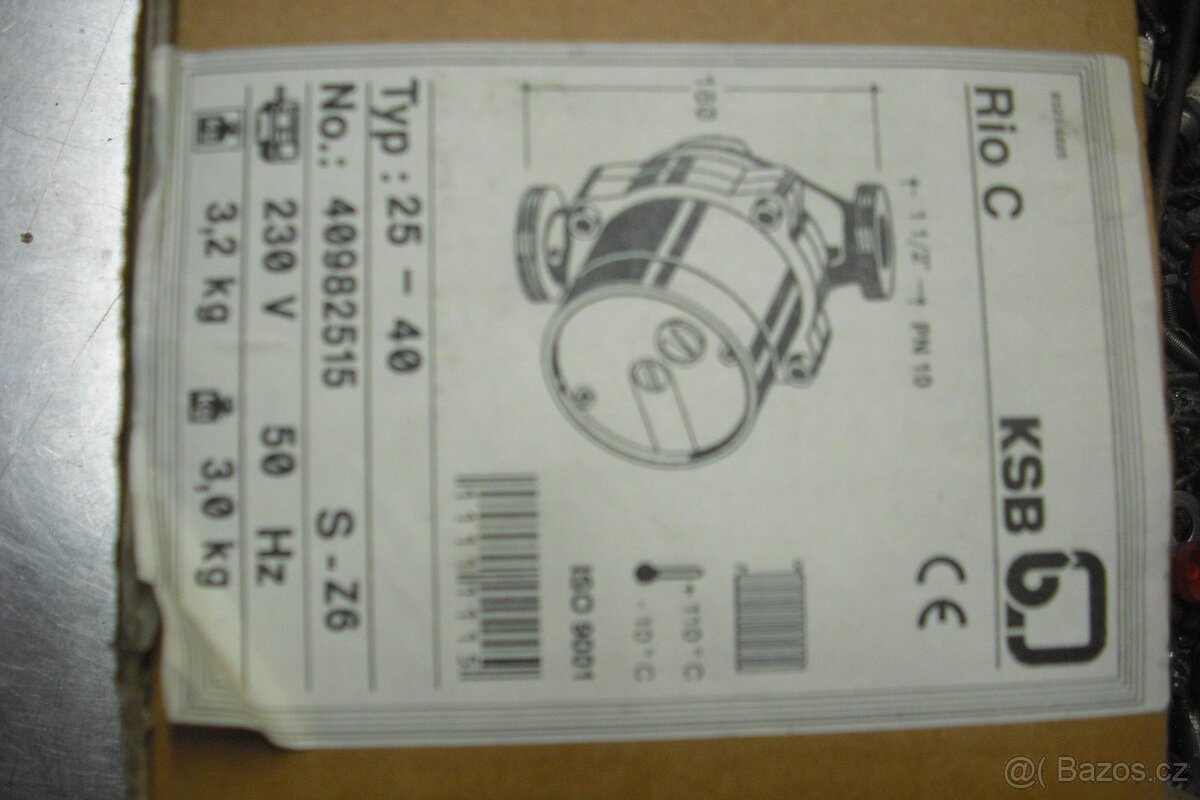 Rio C
KSB
CE
180
1 1/2"
PN 10
+ 110°C
- 10°C
ISO 9001
Typ : 25 - 40
No.: 40982515 S - Z6
230 V 50 Hz
3,2 kg 3,0 kg
@( Bazos.cz